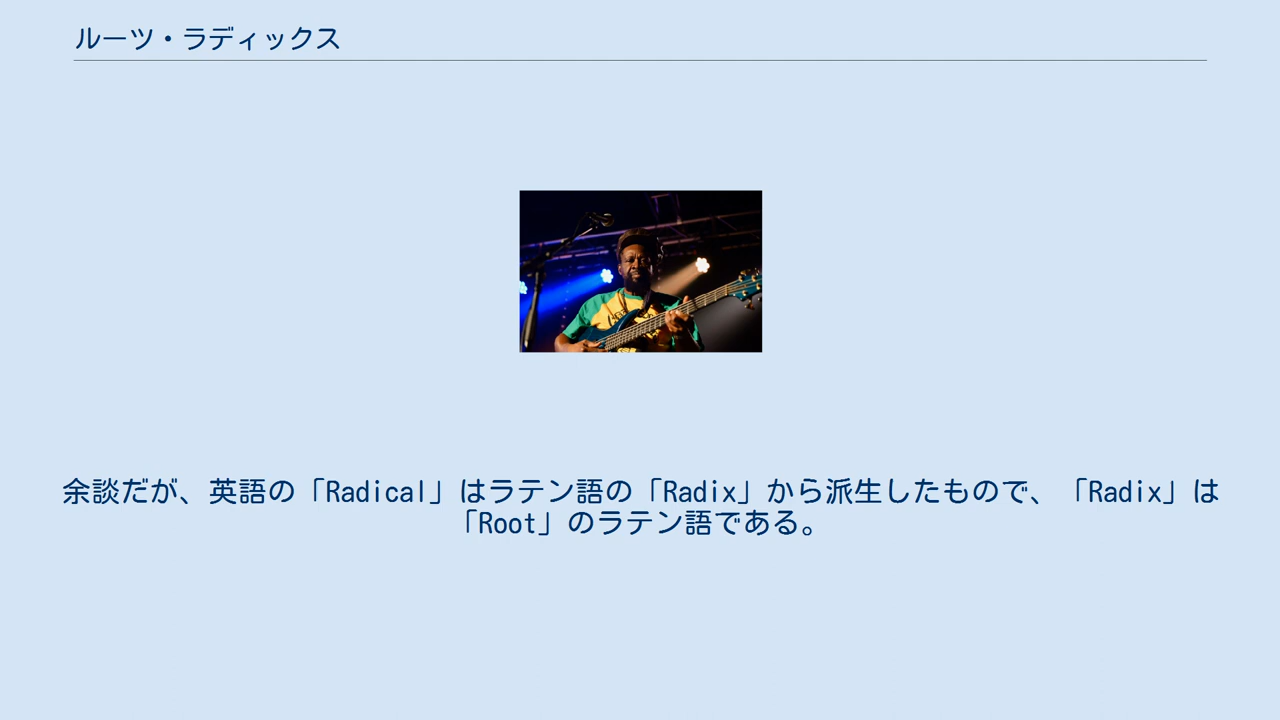 ルーツ・ラディックス
余談だが、英語の「Radical」はラテン語の「Radix」から派生したもので、「Radix」は
「Root」のラテン語である。